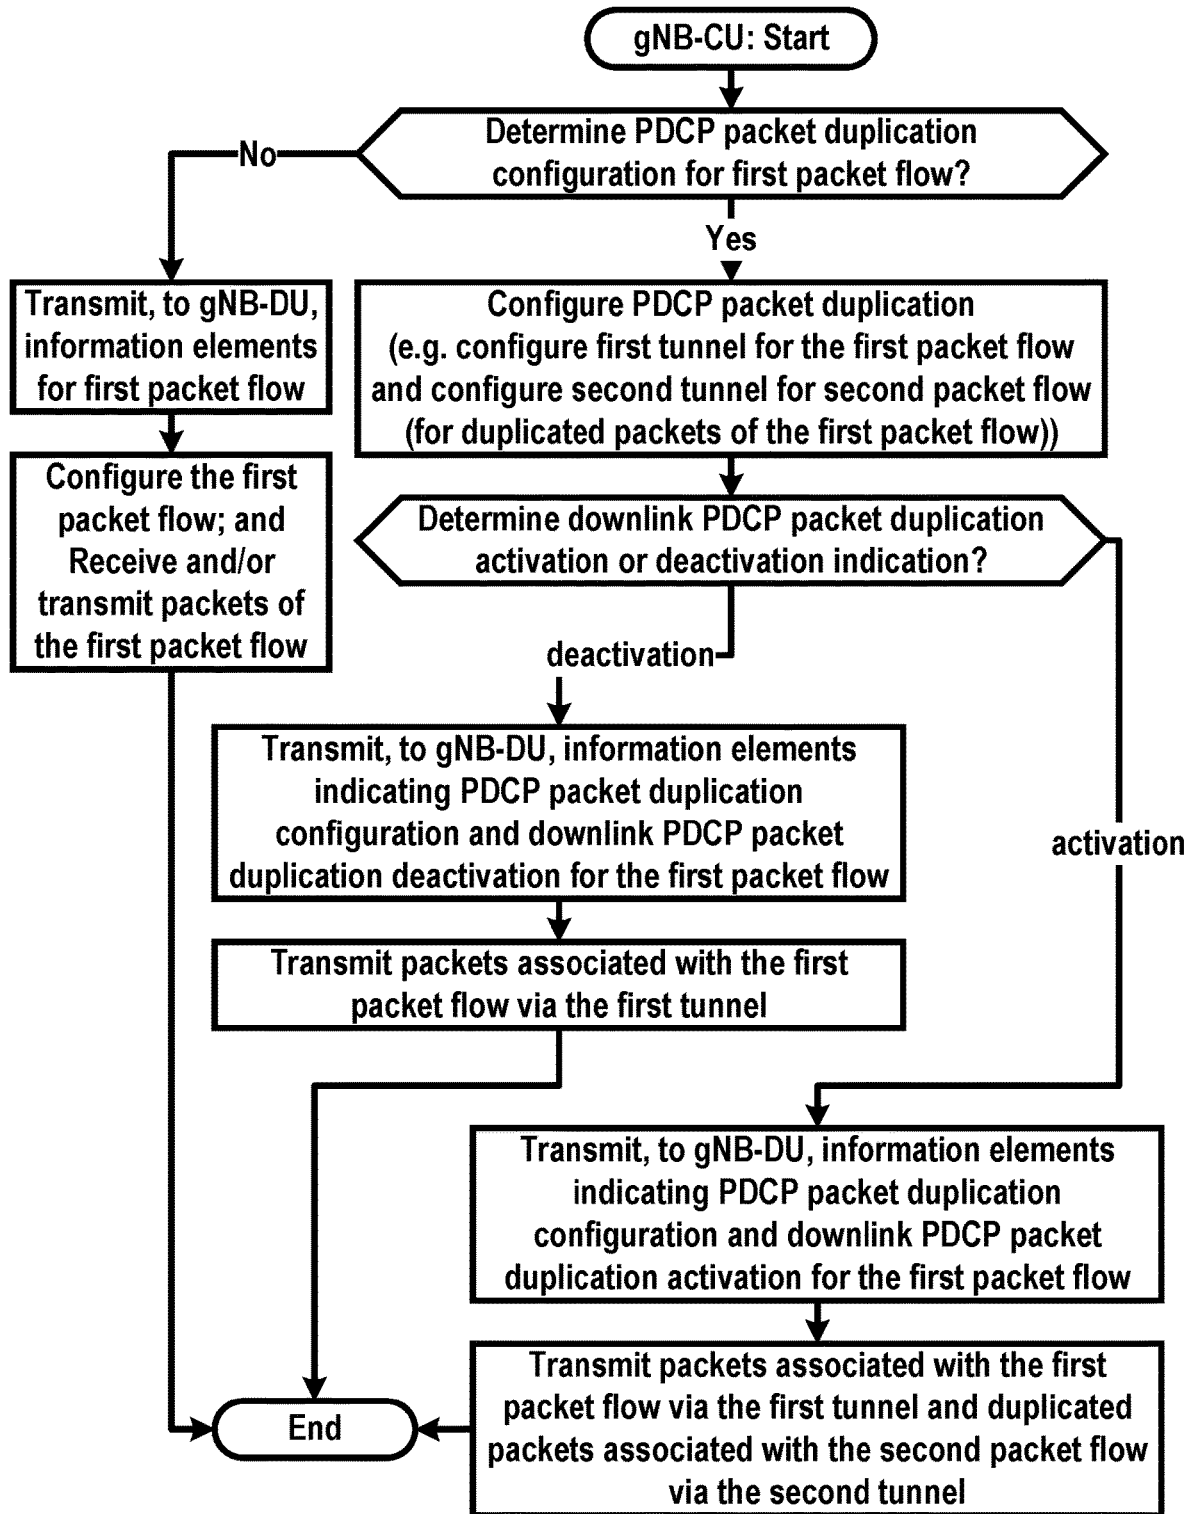 gNB-CU: Start
Determine PDCP packet duplication
configuration for first packet flow?
No
Yes
Transmit, to gNB-DU,
information elements
for first packet flow
Configure the first
packet flow; and
Receive and/or
transmit packets of
the first packet flow
Configure PDCP packet duplication
(e.g. configure first tunnel for the first packet flow
and configure second tunnel for second packet flow
(for duplicated packets of the first packet flow))
Determine downlink PDCP packet duplication
activation or deactivation indication?
deactivation
activation
Transmit, to gNB-DU, information elements
indicating PDCP packet duplication
configuration and downlink PDCP packet
duplication deactivation for the first packet flow
Transmit packets associated with the first
packet flow via the first tunnel
Transmit, to gNB-DU, information elements
indicating PDCP packet duplication
configuration and downlink PDCP packet
duplication activation for the first packet flow
Transmit packets associated with the first
packet flow via the first tunnel and duplicated
packets associated with the second packet flow
via the second tunnel
End